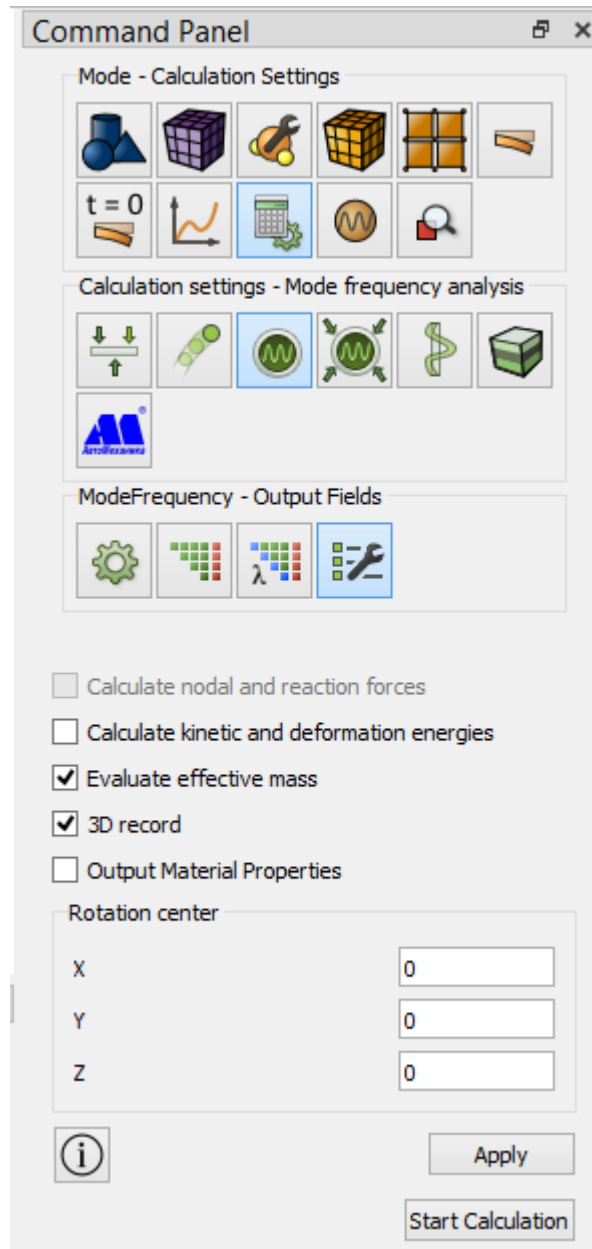 Command Panel
Mode - Calculation Settings
t = 0
Calculation settings - Mode frequency analysis
АвтоМеханика
ModeFrequency - Output Fields
λ
Calculate nodal and reaction forces
Calculate kinetic and deformation energies
Evaluate effective mass
3D record
Output Material Properties
Rotation center
X 0
Y 0
Z 0
i Apply
Start Calculation